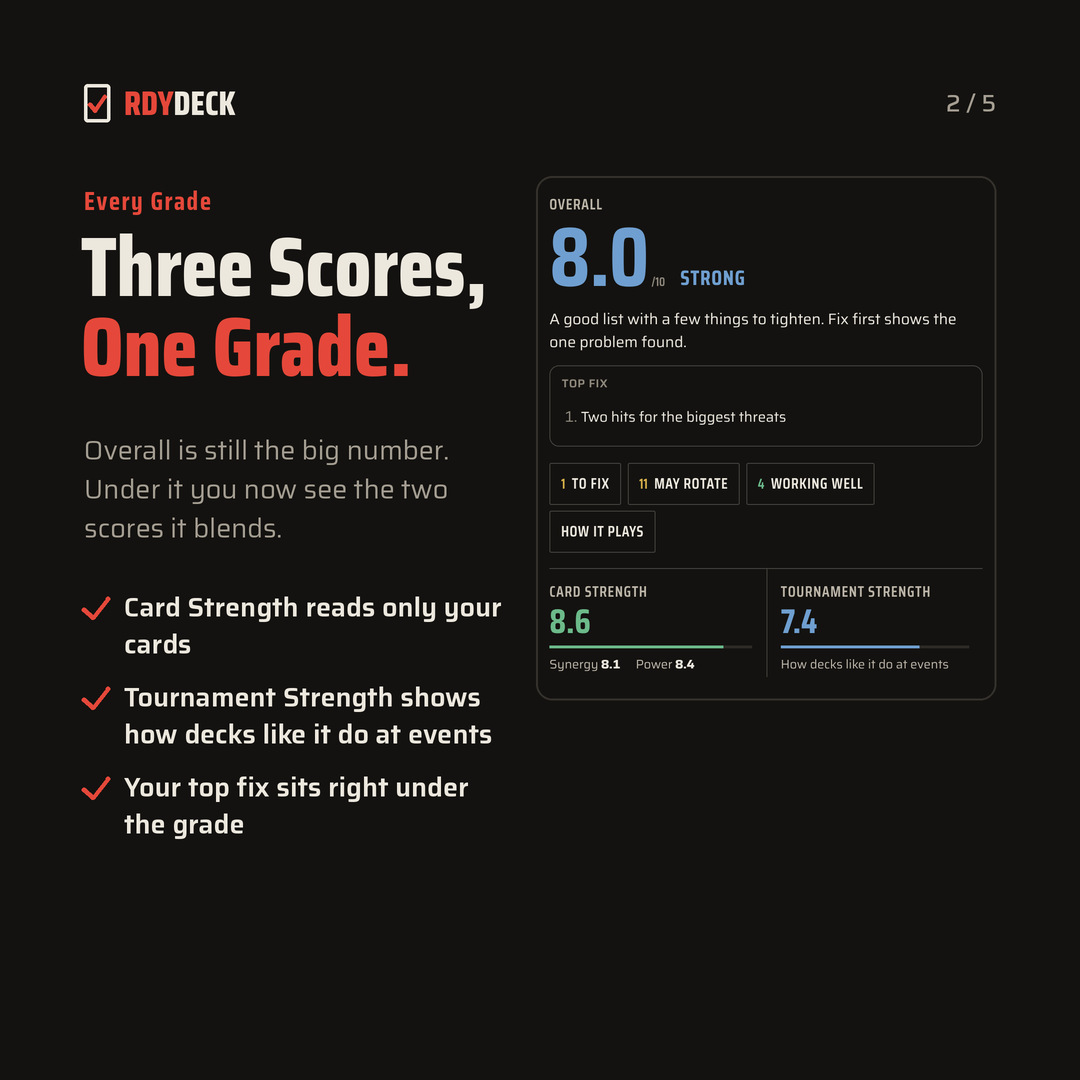 RDYDECK
2 / 5
Every Grade
Three Scores,
One Grade.
Overall is still the big number.
Under it you now see the two
scores it blends.
Card Strength reads only your
cards
Tournament Strength shows
how decks like it do at events
Your top fix sits right under
the grade
OVERALL
8.0 /10 STRONG
A good list with a few things to tighten. Fix first shows the
one problem found.
TOP FIX
1. Two hits for the biggest threats
1 TO FIX
11 MAY ROTATE
4 WORKING WELL
HOW IT PLAYS
CARD STRENGTH
8.6
Synergy 8.1 Power 8.4
TOURNAMENT STRENGTH
7.4
How decks like it do at events